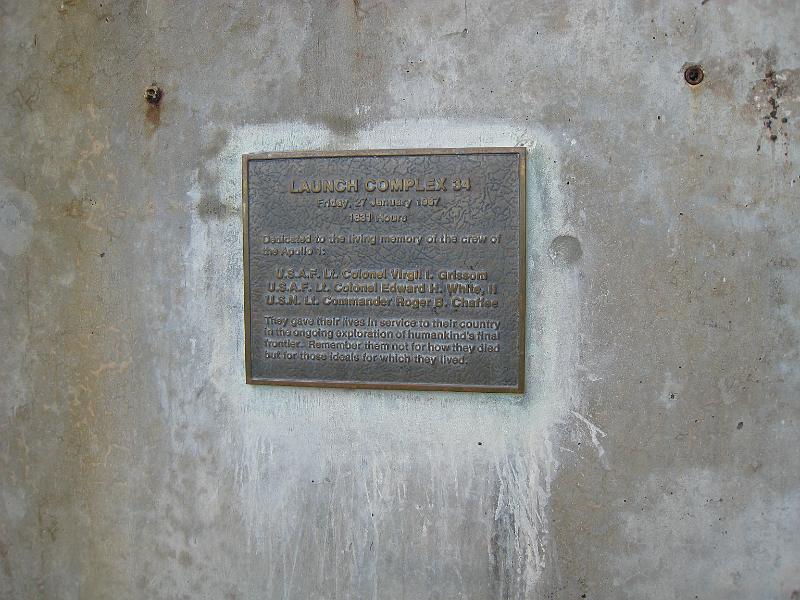 LAUNCH COMPLEX 34
Friday, 27 January 1967
1831 Hours
Dedicated to the living memory of the crew of
the Apollo 1:
U.S.A.F. Lt. Colonel Virgil I. Grissom
U.S.A.F. Lt. Colonel Edward H. White, II
U.S.N. Lt. Commander Roger B. Chaffee
They gave their lives in service to their country
in the ongoing exploration of humankind's final
frontier. Remember them not for how they died
but for those ideals for which they lived.